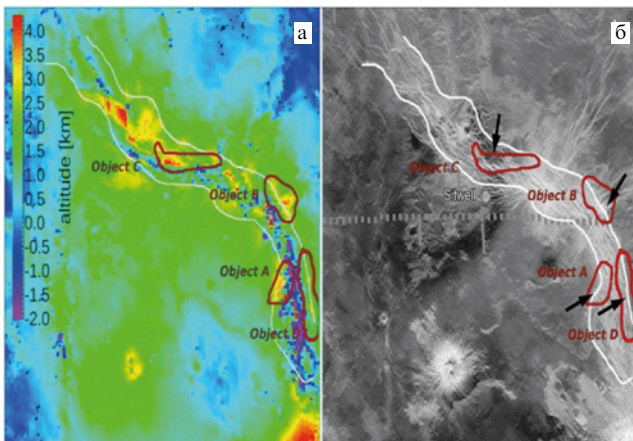 а
4.0
3.5
3.0
2.5
2.0
1.5
1.0
0.5
0.0
-0.5
-1.0
-1.5
-2.0
altitude [km]
Object C
Object B
Object A
Object D
б
Object C
Sitwell
Object B
Object A
Object D